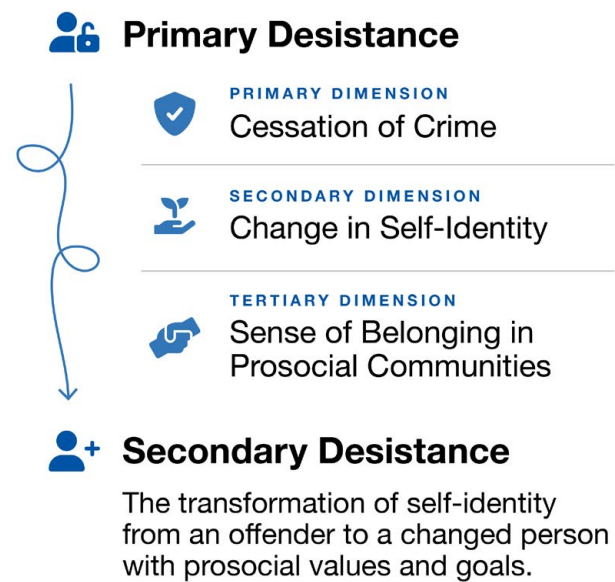 Primary Desistance
PRIMARY DIMENSION
Cessation of Crime
SECONDARY DIMENSION
Change in Self-Identity
TERTIARY DIMENSION
Sense of Belonging in
Prosocial Communities
Secondary Desistance
The transformation of self-identity
from an offender to a changed person
with prosocial values and goals.